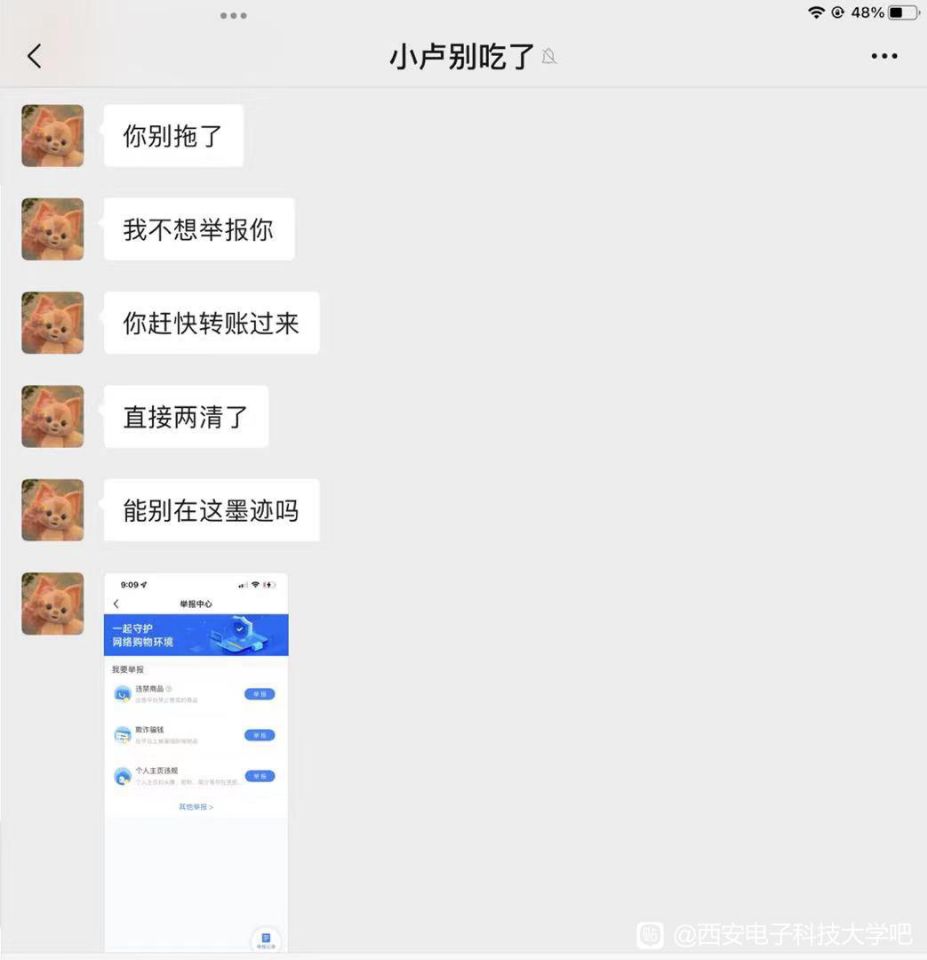 48%
小卢别吃了
你别拖了
我不想举报你
你赶快转账过来
直接两清了
能别在这墨迹吗
9:09
举报中心
一起守护
网络购物环境
我要举报
违禁商品
举报
欺诈骗钱
举报
个人主页违规
举报
其他举报 >
@西安电子科技大学吧